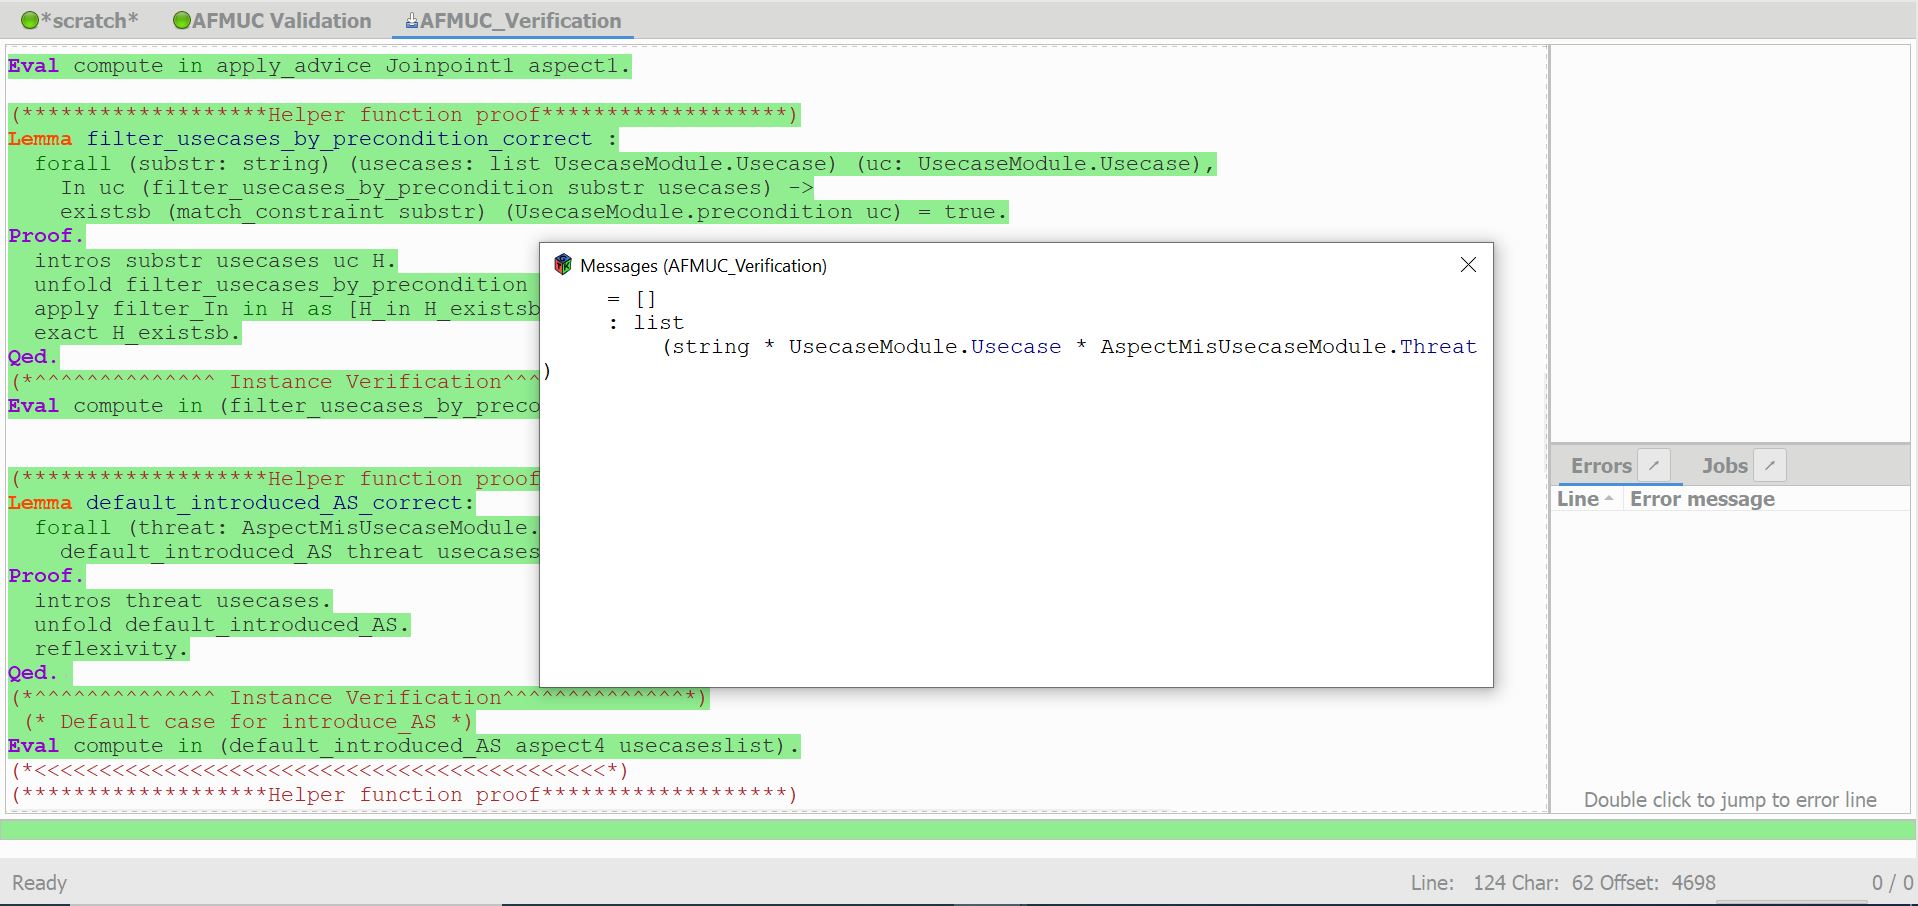 *scratch* AFMUC Validation AFMUC_Verification
Eval compute in apply_advice Joinpoint1 aspect1.
(*******************Helper function proof*******************)
Lemma filter_usecases_by_precondition_correct :
forall (substr: string) (usecases: list UsecaseModule.Usecase) (uc: UsecaseModule.Usecase),
In uc (filter_usecases_by_precondition substr usecases) ->
existsb (match_constraint substr) (UsecaseModule.precondition uc) = true.
Proof.
intros substr usecases uc H.
unfold filter_usecases_by_precondition
apply filter_In in H as [H_in H_existsb
exact H_existsb.
Qed.
(*^^^^^^^^^^^^^^ Instance Verification^^^
Eval compute in (filter_usecases_by_preco
(*******************Helper function proof
Lemma default_introduced_AS_correct:
forall (threat: AspectMisUsecaseModule.
default_introduced_AS threat usecases
Proof.
intros threat usecases.
unfold default_introduced_AS.
reflexivity.
Qed.
(*^^^^^^^^^^^^^^ Instance Verification^^^^^^^^^^^^^^*)
(* Default case for introduce_AS *)
Eval compute in (default_introduced_AS aspect4 usecaseslist).
(*<<<<<<<<<<<<<<<<<<<<<<<<<<<<<<<<<<<<<<<<<<<<*)
(*******************Helper function proof*******************)
Messages (AFMUC_Verification)
= []
: list
(string * UsecaseModule.Usecase * AspectMisUsecaseModule.Threat
)
Errors Jobs
Line Error message
Double click to jump to error line
Ready Line: 124 Char: 62 Offset: 4698 0 / 0